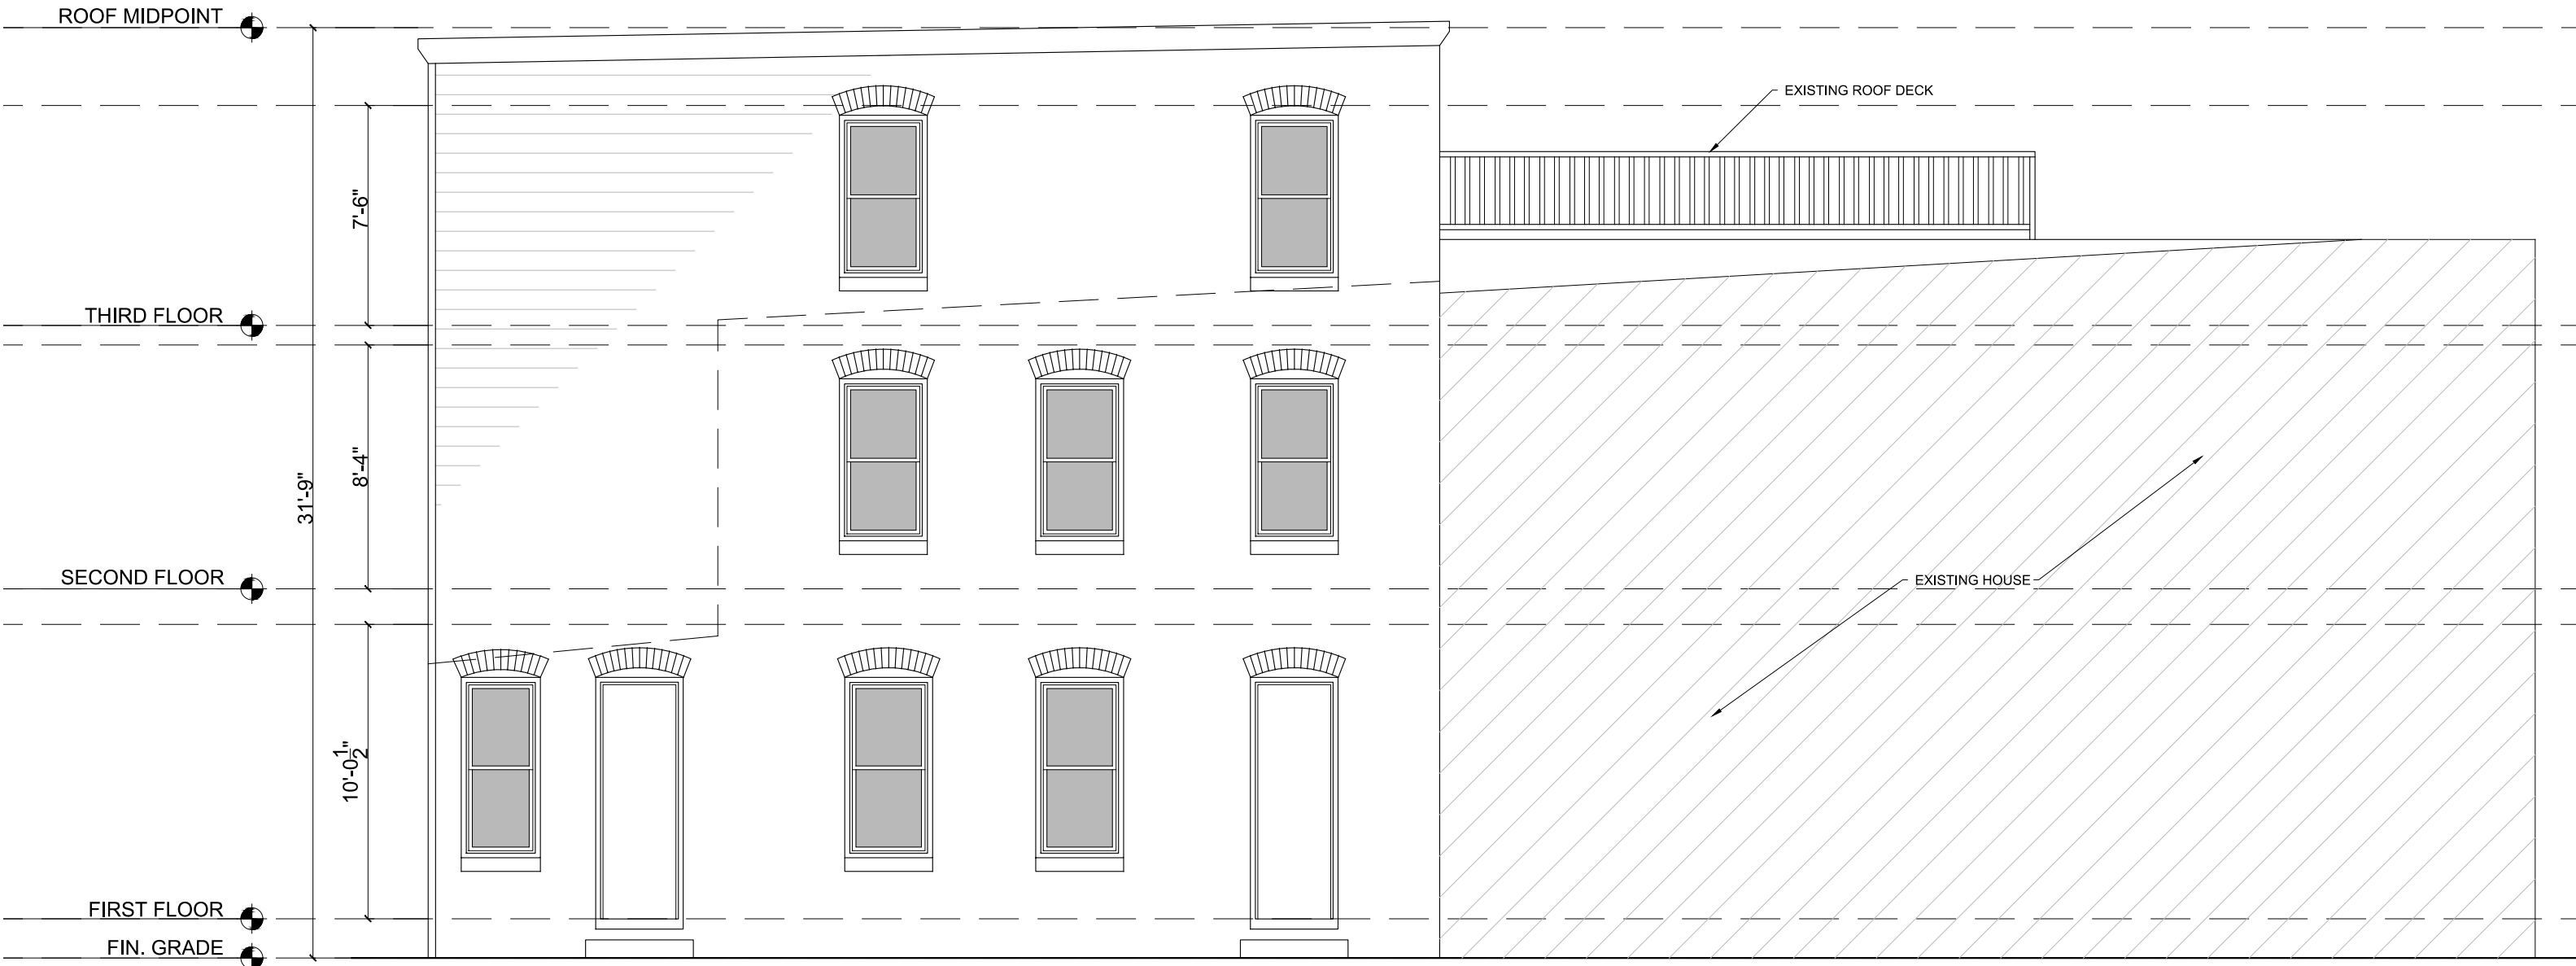 ROOF MIDPOINT
EXISTING ROOF DECK
7'-6"
THIRD FLOOR
8'-4"
31'-9"
SECOND FLOOR
EXISTING HOUSE
10'-0 1/2"
FIRST FLOOR
FIN. GRADE